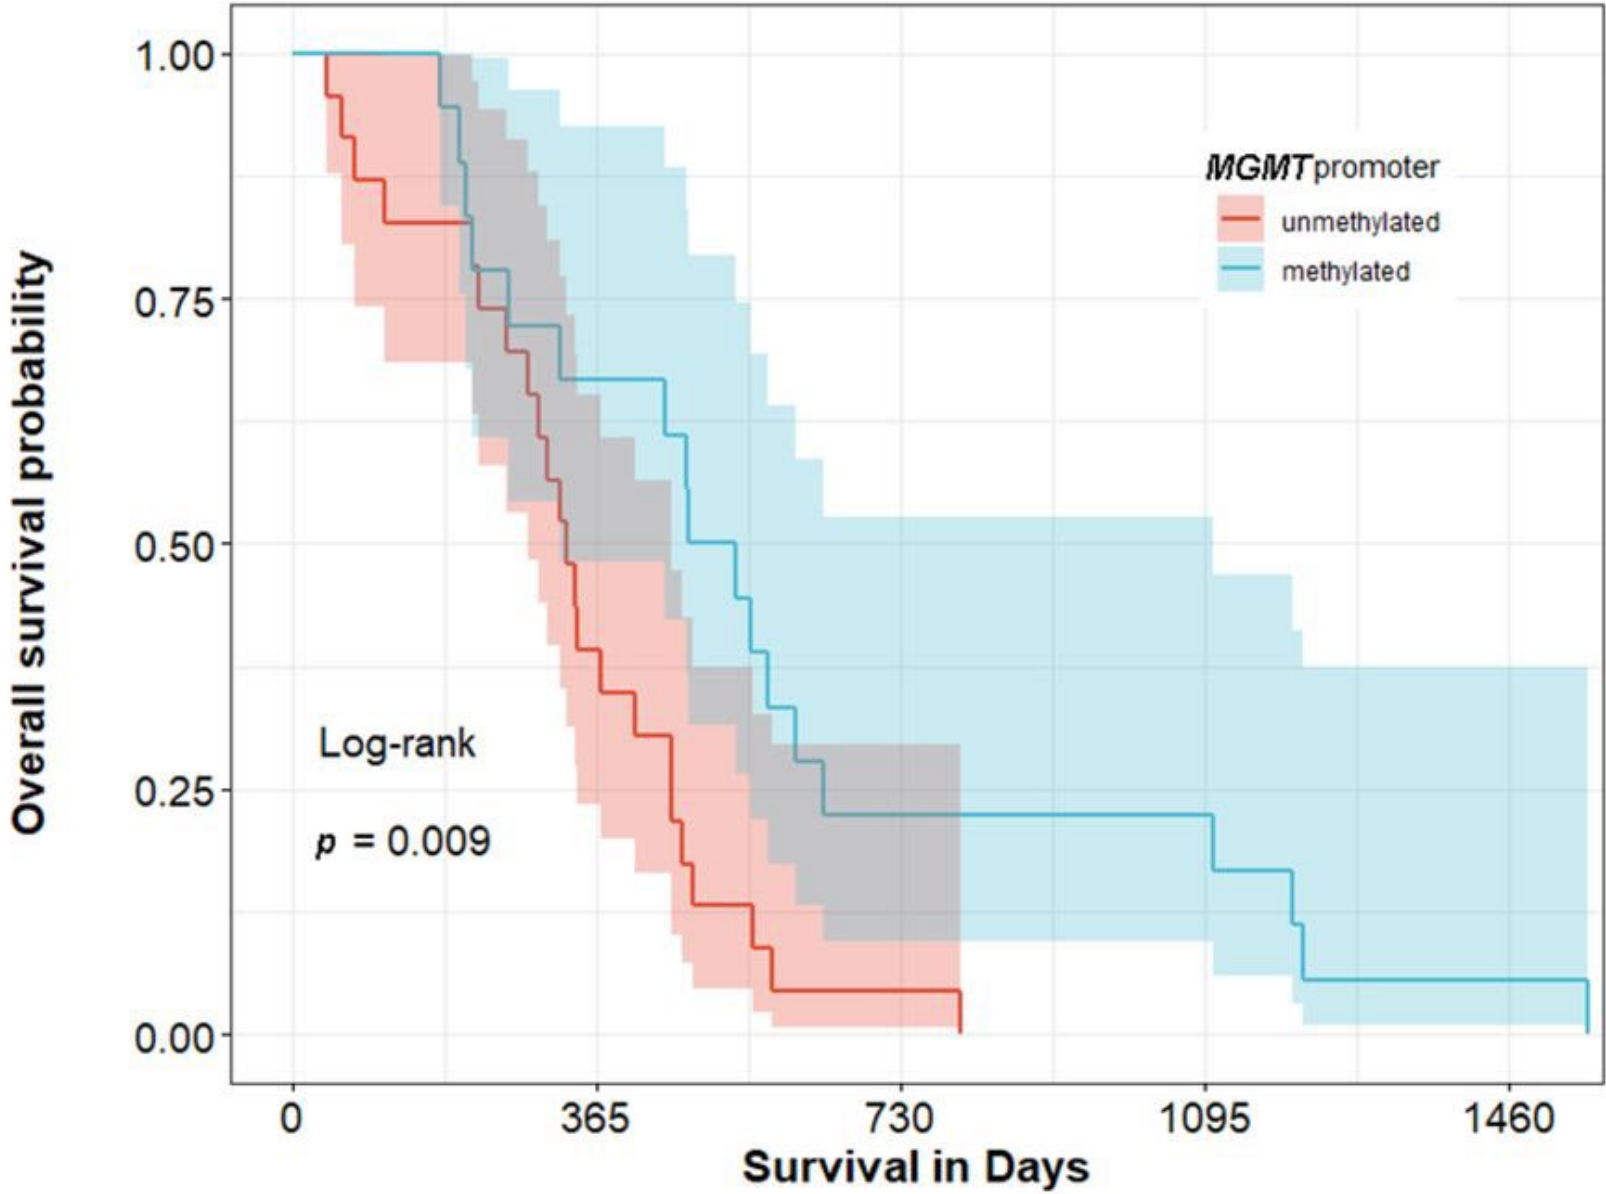 Overall survival probability
1.00
0.75
0.50
0.25
0.00
MGMT promoter
unmethylated
methylated
Log-rank
p = 0.009
0 365 730 1095 1460
Survival in Days